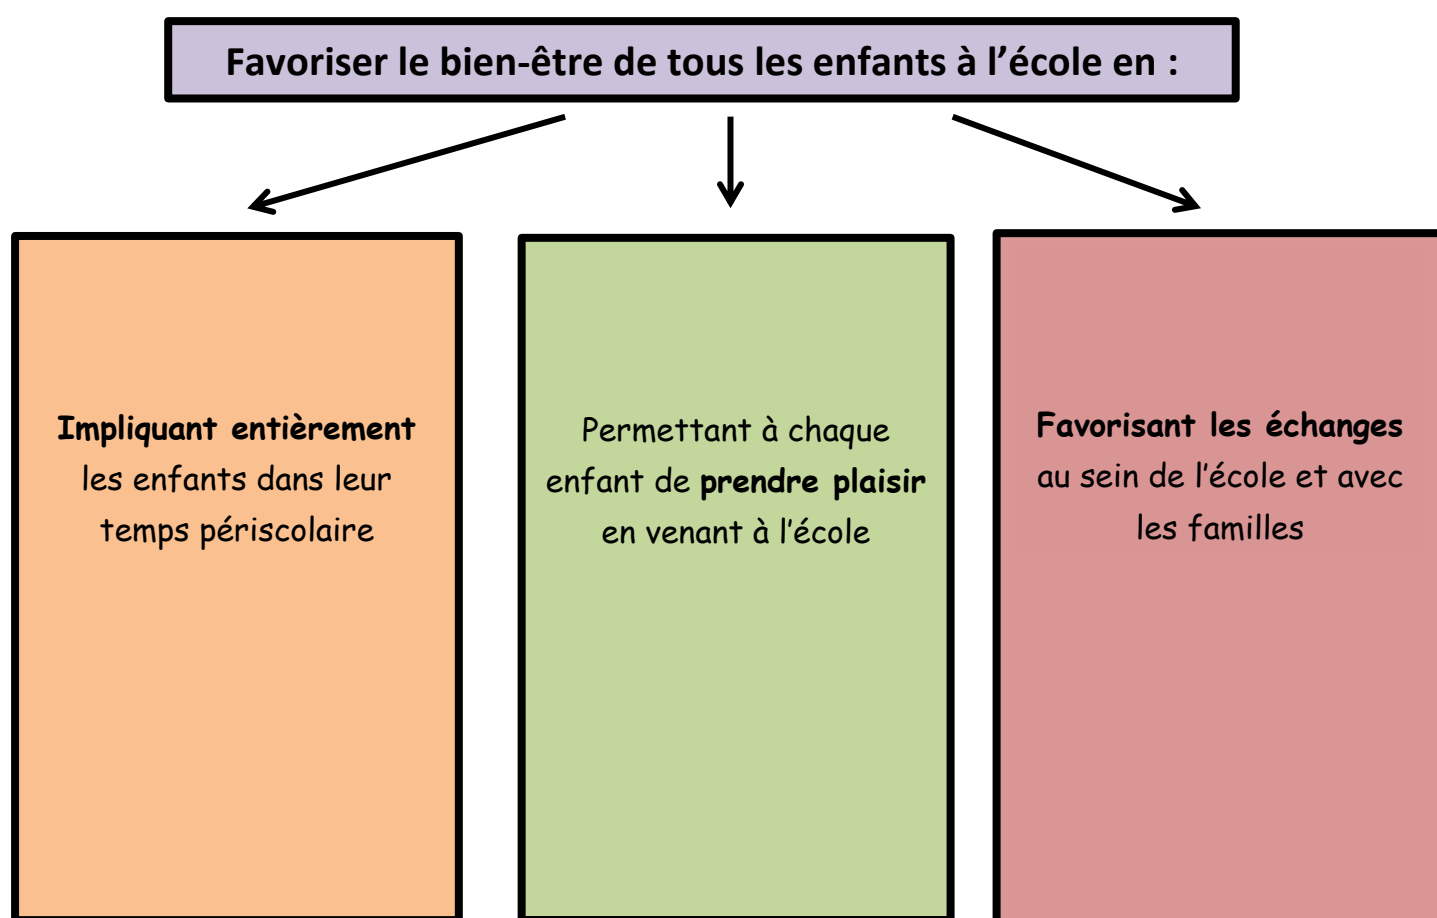 Favoriser le bien-être de tous les enfants à l’école en :
Impliquant entièrement
les enfants dans leur
temps périscolaire
Permettant à chaque
enfant de prendre plaisir
en venant à l’école
Favorisant les échanges
au sein de l’école et avec
les familles